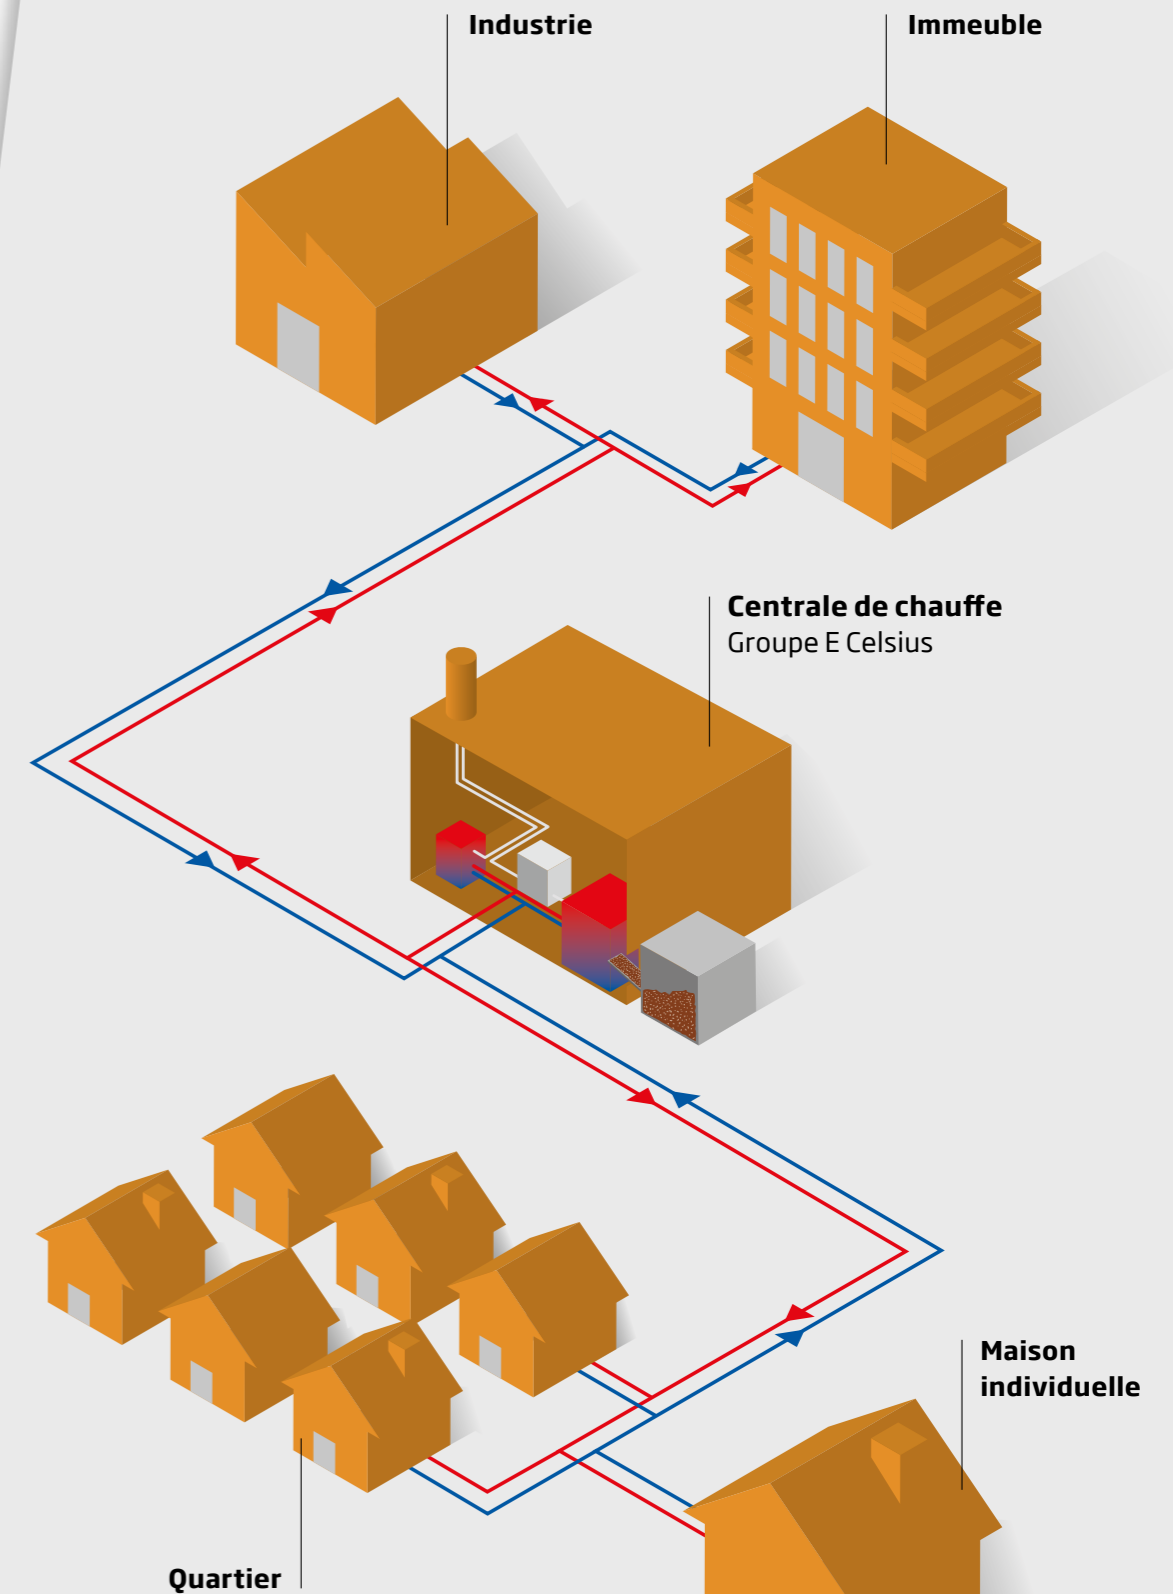 Industrie
Immeuble
Centrale de chauffe
Groupe E Celsius
Maison
individuelle
Quartier